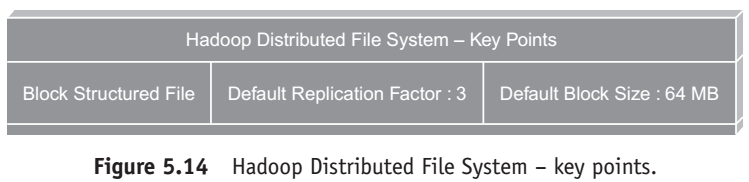 Hadoop Distributed File System – Key Points
Block Structured File
Default Replication Factor : 3
Default Block Size : 64 MB
Figure 5.14 Hadoop Distributed File System – key points.